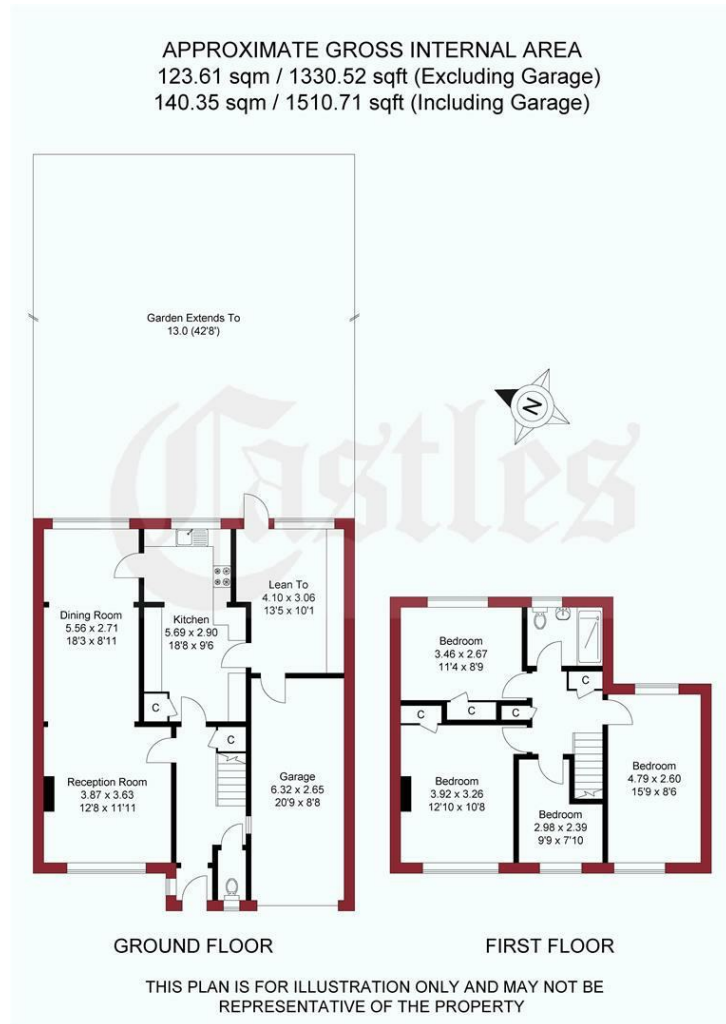 APPROXIMATE GROSS INTERNAL AREA
123.61 sqm / 1330.52 sqft (Excluding Garage)
140.35 sqm / 1510.71 sqft (Including Garage)
Garden Extends To
13.0 (42'8')
N
Castles
Lean To
4.10 x 3.06
13'5 x 10'1
Dining Room
5.56 x 2.71
18'3 x 8'11
Kitchen
5.69 x 2.90
18'8 x 9'6
C
C
Reception Room
3.87 x 3.63
12'8 x 11'11
Garage
6.32 x 2.65
20'9 x 8'8
Bedroom
3.46 x 2.67
11'4 x 8'9
C
C
C
C
Bedroom
3.92 x 3.26
12'10 x 10'8
Bedroom
4.79 x 2.60
15'9 x 8'6
Bedroom
2.98 x 2.39
9'9 x 7'10
GROUND FLOOR
FIRST FLOOR
THIS PLAN IS FOR ILLUSTRATION ONLY AND MAY NOT BE
REPRESENTATIVE OF THE PROPERTY